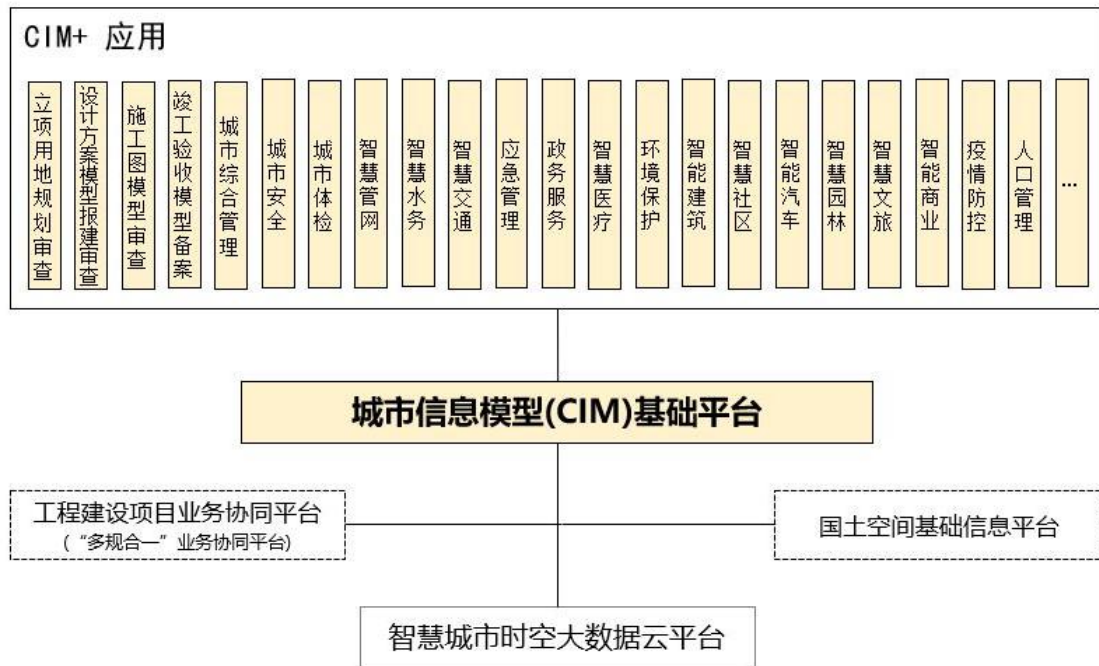 CIM+ 应用
立项用地规划审查
设计方案模型报建审查
施工图模型审查
竣工验收模型备案
城市综合管理
城市安全
城市体检
智慧管网
智慧水务
智慧交通
应急管理
政务服务
智慧医疗
环境保护
智能建筑
智慧社区
智能汽车
智慧园林
智慧文旅
智能商业
疫情防控
人口管理
...
城市信息模型(CIM)基础平台
工程建设项目业务协同平台
(“多规合一”业务协同平台)
国土空间基础信息平台
智慧城市时空大数据云平台